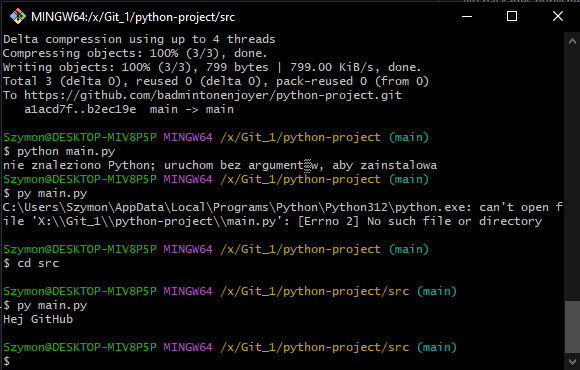 MINGW64:/x/Git_1/python-project/src
Delta compression using up to 4 threads
Compressing objects: 100% (3/3), done.
Writing objects: 100% (3/3), 799 bytes | 799.00 KiB/s, done.
Total 3 (delta 0), reused 0 (delta 0), pack-reused 0 (from 0)
To https://github.com/badmintonenjoyer/python-project.git
   a1acd7f..b2ec19e  main -> main
Szymon@DESKTOP-MIV8P5P MINGW64 /x/Git_1/python-project (main)
$ python main.py
nie znaleziono Python; uruchom bez argument▒w, aby zainstalowa
Szymon@DESKTOP-MIV8P5P MINGW64 /x/Git_1/python-project (main)
$ py main.py
C:\Users\Szymon\AppData\Local\Programs\Python\Python312\python.exe: can't open f
ile 'X:\\Git_1\\python-project\\main.py': [Errno 2] No such file or directory
Szymon@DESKTOP-MIV8P5P MINGW64 /x/Git_1/python-project (main)
$ cd src
Szymon@DESKTOP-MIV8P5P MINGW64 /x/Git_1/python-project/src (main)
$ py main.py
Hej GitHub
Szymon@DESKTOP-MIV8P5P MINGW64 /x/Git_1/python-project/src (main)
$